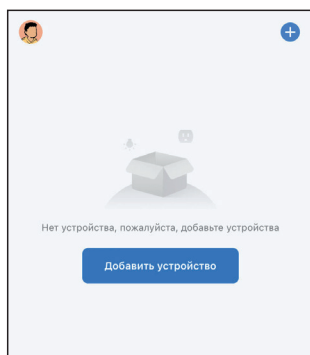 Нет устройства, пожалуйста, добавьте устройства
Добавить устройство